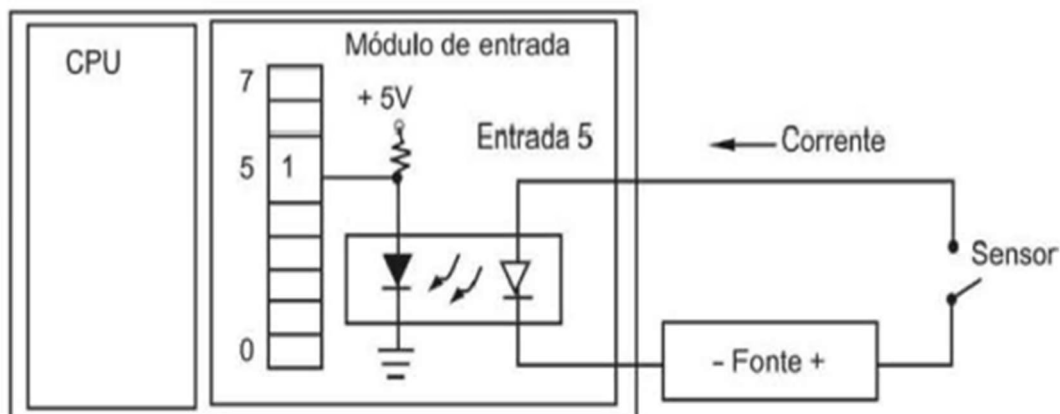 CPU
Módulo de entrada
7
+ 5V
Entrada 5
Corrente
5
1
Sensor
0
- Fonte +